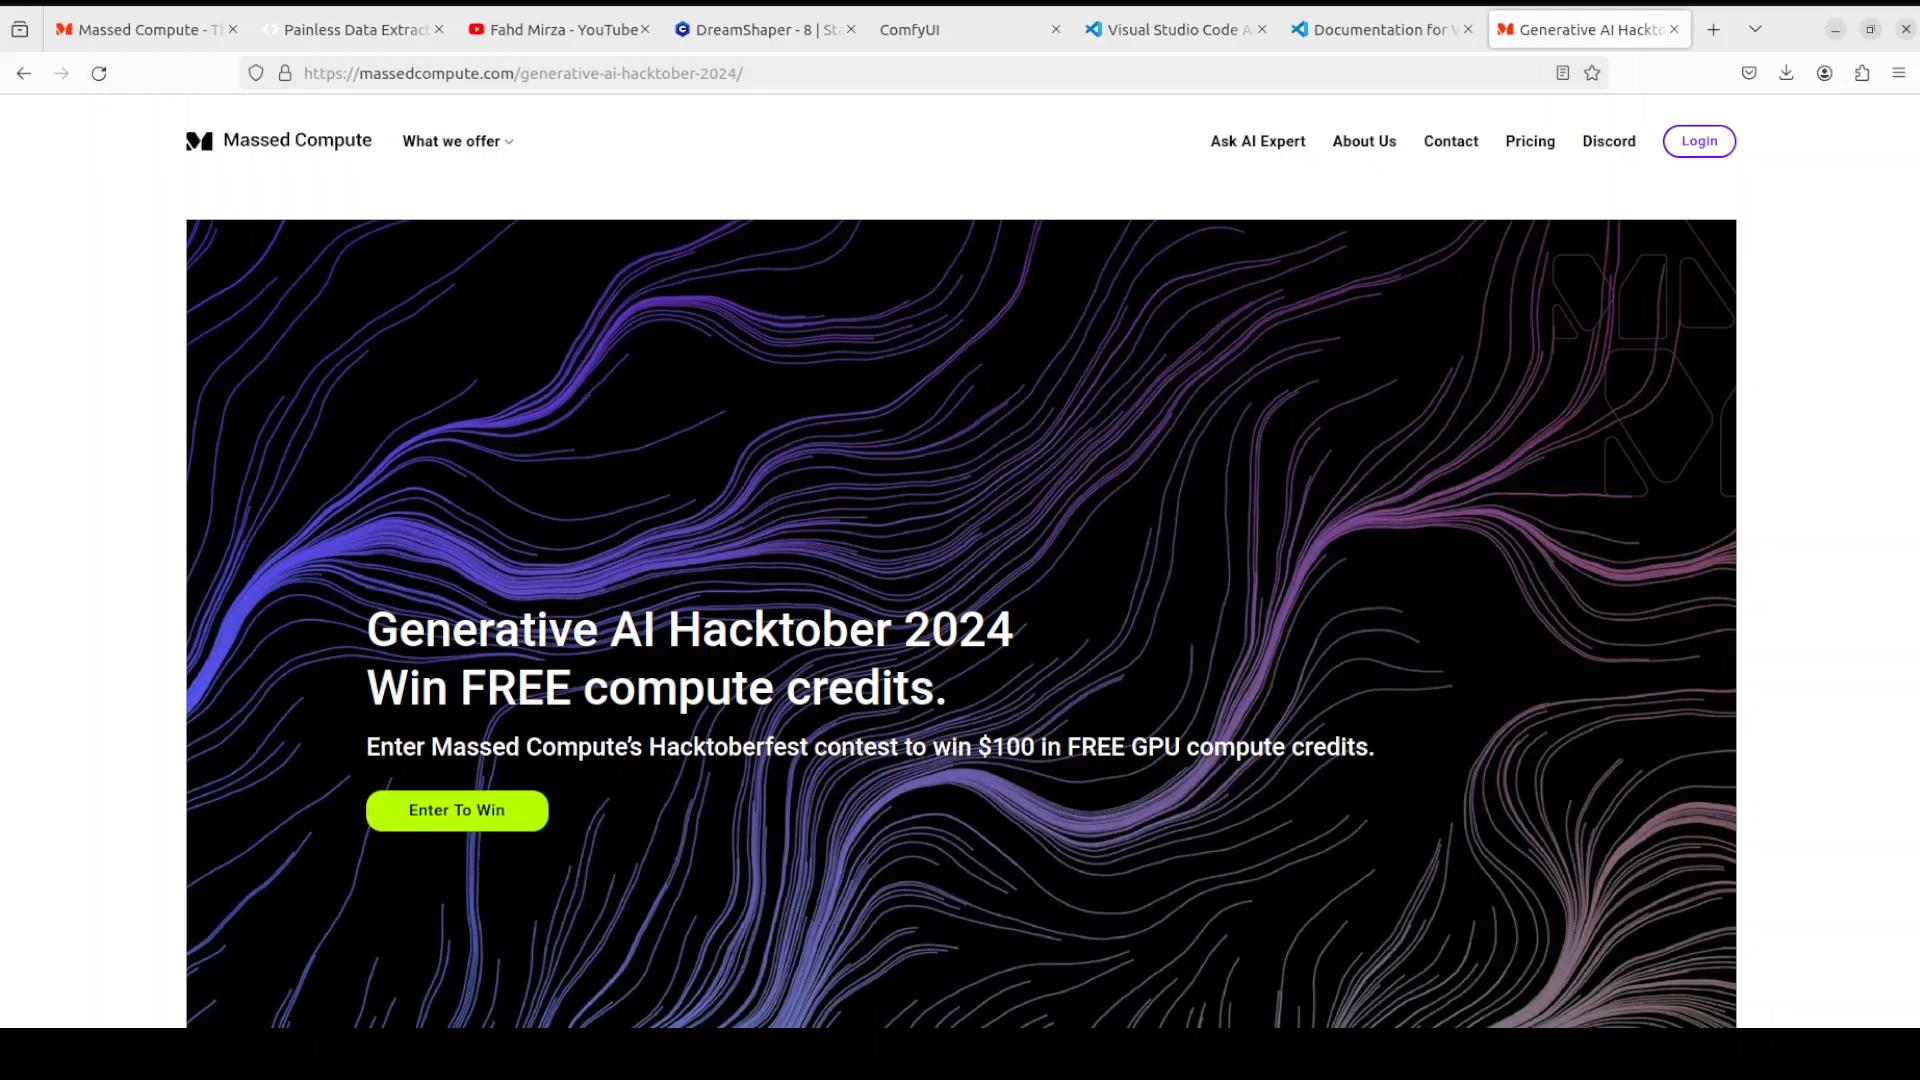 Massed Compute - Th
Painless Data Extract
Fahd Mirza - YouTube
DreamShaper - 8 | Sta
ComfyUI
Visual Studio Code A
Documentation for V
Generative AI Hackto
https://massedcompute.com/generative-ai-hacktober-2024/
Massed Compute
What we offer
Ask AI Expert
About Us
Contact
Pricing
Discord
Login
Generative AI Hacktober 2024
Win FREE compute credits.
Enter Massed Compute’s Hacktoberfest contest to win $100 in FREE GPU compute credits.
Enter To Win